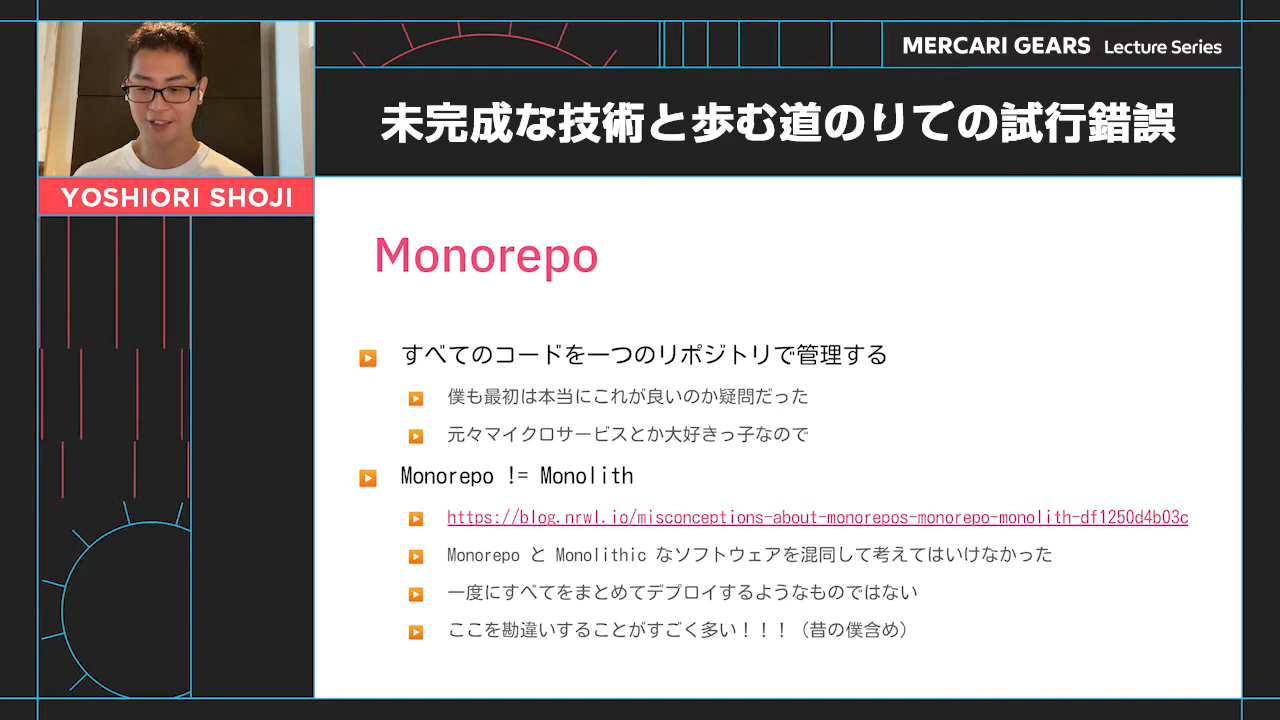 MERCARI GEARS Lecture Series
未完成な技術と歩む道のりでの試行錯誤
YOSHIORI SHOJI
Monorepo
すべてのコードを一つのリポジトリで管理する
僕も最初は本当にこれが良いのか疑問だった
元々マイクロサービスとか大好きっ子なので
Monorepo != Monolith
https://blog.nrwl.io/misconceptions-about-monorepos-monorepo-monolith-df1250d4b03c
Monorepo と Monolithic なソフトウェアを混同して考えてはいけなかった
一度にすべてをまとめてデプロイするようなものではない
ここを勘違いすることがすごく多い！！！（昔の僕含め）